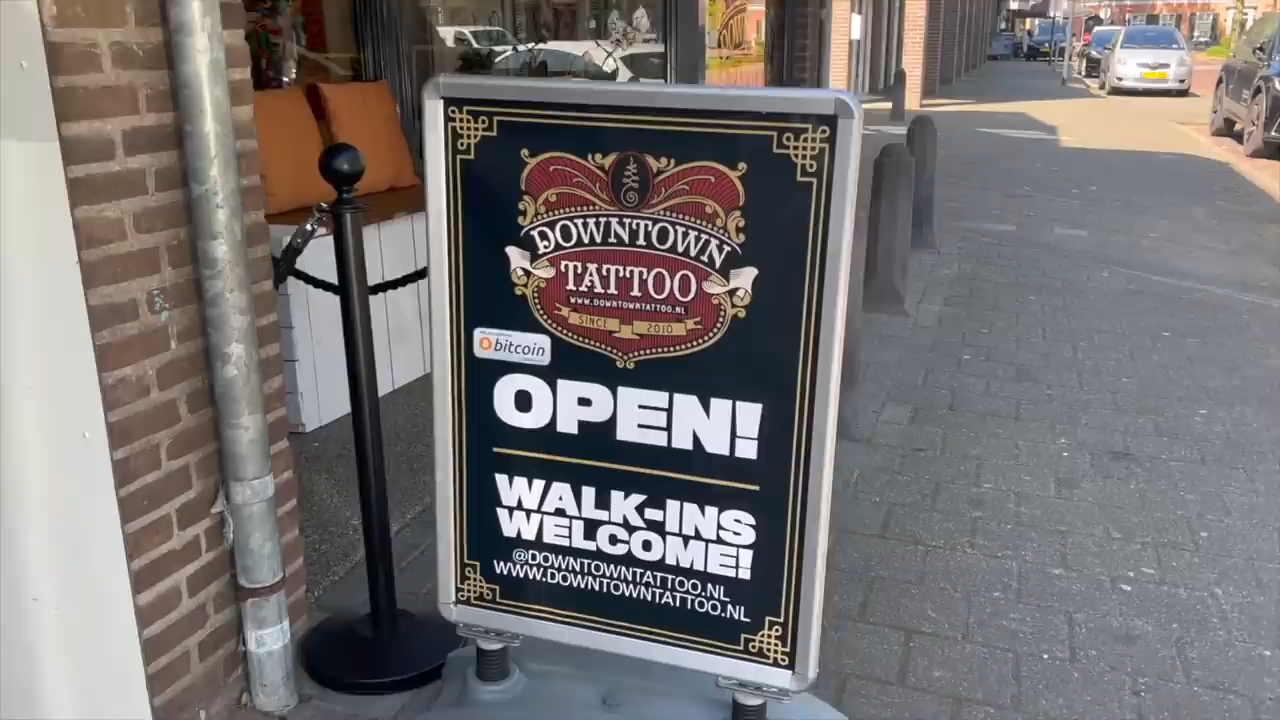 DOWNTOWN
TATTOO
WWW.DOWNTOWNTATTOO.NL
SINCE 2010
bitcoin
OPEN!
WALK-INS
WELCOME!
@DOWNTOWNTATTOO.NL
WWW.DOWNTOWNTATTOO.NL